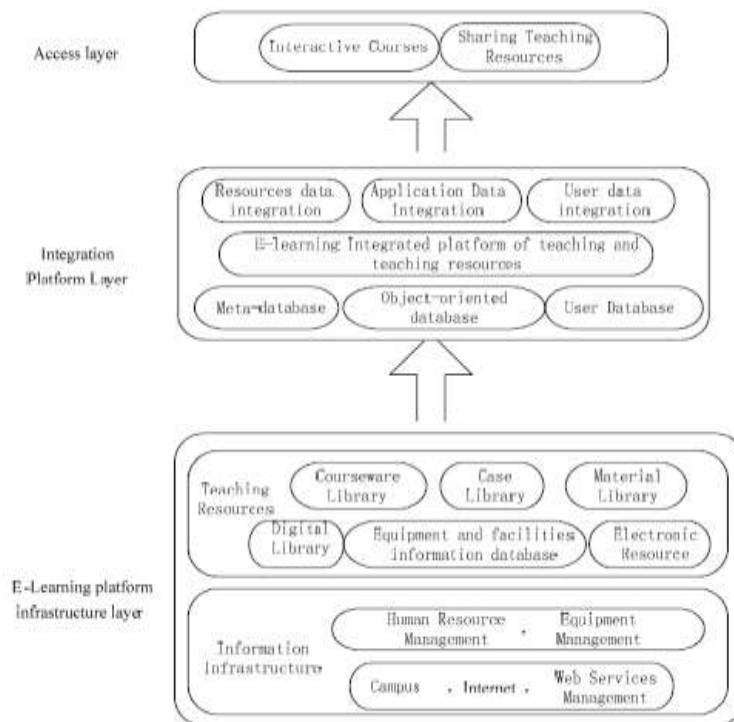 Access layer
Interactive Courses
Sharing Teaching
Resources
Integration
Platform Layer
Resources data
integration
Application Data
Integration
User data
integration
E-learning Integrated platform of teaching and
teaching resources
Meta-database
Object-oriented
database
User Database
E-Learning platform
infrastructure layer
Teaching
Resources
Courseware
Library
Case
Library
Material
Library
Digital
Library
Equipment and facilities
information database
Electronic
Resource
Information
Infrastructure
Human Resource
Management
,
Equipment
Management
Campus , Internet ,
Web Services
Management